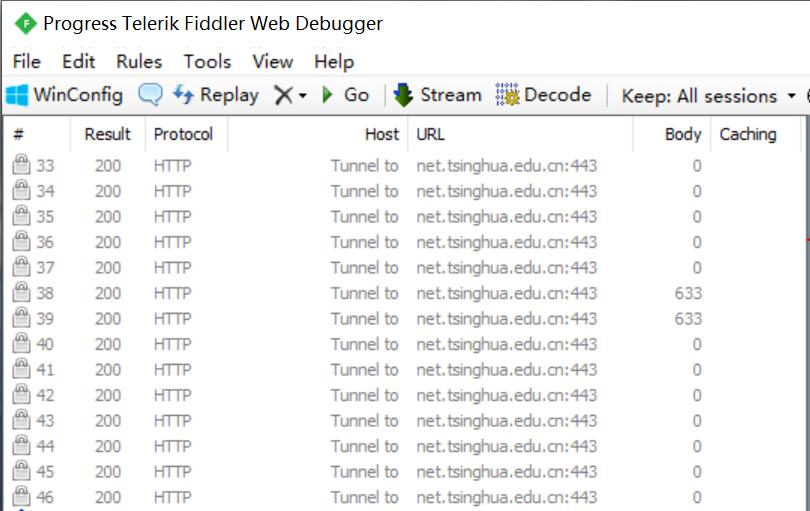 Progress Telerik Fiddler Web Debugger
File Edit Rules Tools View Help
WinConfig Replay Go Stream Decode Keep: All sessions
# Result Protocol Host URL Body Caching
33 200 HTTP Tunnel to net.tsinghua.edu.cn:443 0
34 200 HTTP Tunnel to net.tsinghua.edu.cn:443 0
35 200 HTTP Tunnel to net.tsinghua.edu.cn:443 0
36 200 HTTP Tunnel to net.tsinghua.edu.cn:443 0
37 200 HTTP Tunnel to net.tsinghua.edu.cn:443 0
38 200 HTTP Tunnel to net.tsinghua.edu.cn:443 633
39 200 HTTP Tunnel to net.tsinghua.edu.cn:443 633
40 200 HTTP Tunnel to net.tsinghua.edu.cn:443 0
41 200 HTTP Tunnel to net.tsinghua.edu.cn:443 0
42 200 HTTP Tunnel to net.tsinghua.edu.cn:443 0
43 200 HTTP Tunnel to net.tsinghua.edu.cn:443 0
44 200 HTTP Tunnel to net.tsinghua.edu.cn:443 0
45 200 HTTP Tunnel to net.tsinghua.edu.cn:443 0
46 200 HTTP Tunnel to net.tsinghua.edu.cn:443 0